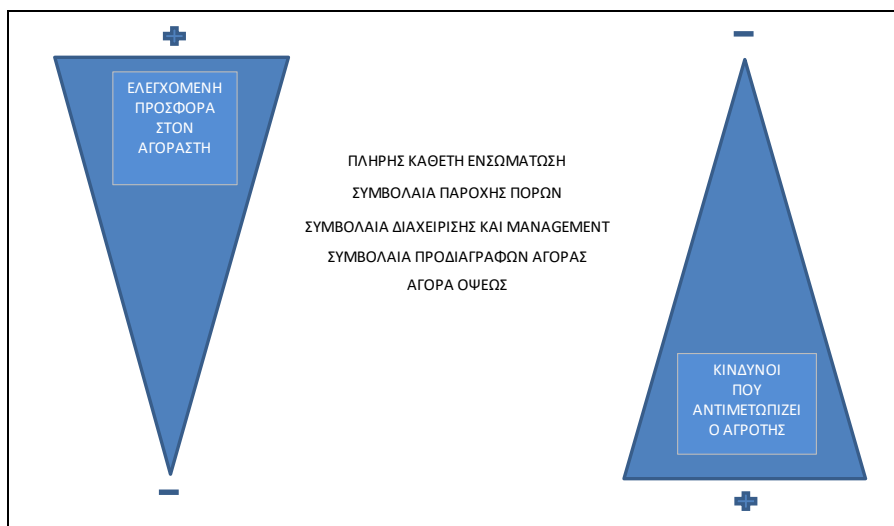 ΕΛΕΓΧΟΜΕΝΗ
ΠΡΟΣΦΟΡΑ
ΣΤΟΝ
ΑΓΟΡΑΣΤΗ
ΠΛΗΡΗΣ ΚΑΘΕΤΗ ΕΝΣΩΜΑΤΩΣΗ
ΣΥΜΒΟΛΑΙΑ ΠΑΡΟΧΗΣ ΠΟΡΩΝ
ΣΥΜΒΟΛΑΙΑ ΔΙΑΧΕΙΡΙΣΗΣ ΚΑΙ MANAGEMENT
ΣΥΜΒΟΛΑΙΑ ΠΡΟΔΙΑΓΡΑΦΩΝ ΑΓΟΡΑΣ
ΑΓΟΡΑ ΟΨΕΩΣ
ΚΙΝΔΥΝΟΙ
ΠΟΥ
ΑΝΤΙΜΕΤΩΠΙΖΕΙ
Ο ΑΓΡΟΤΗΣ